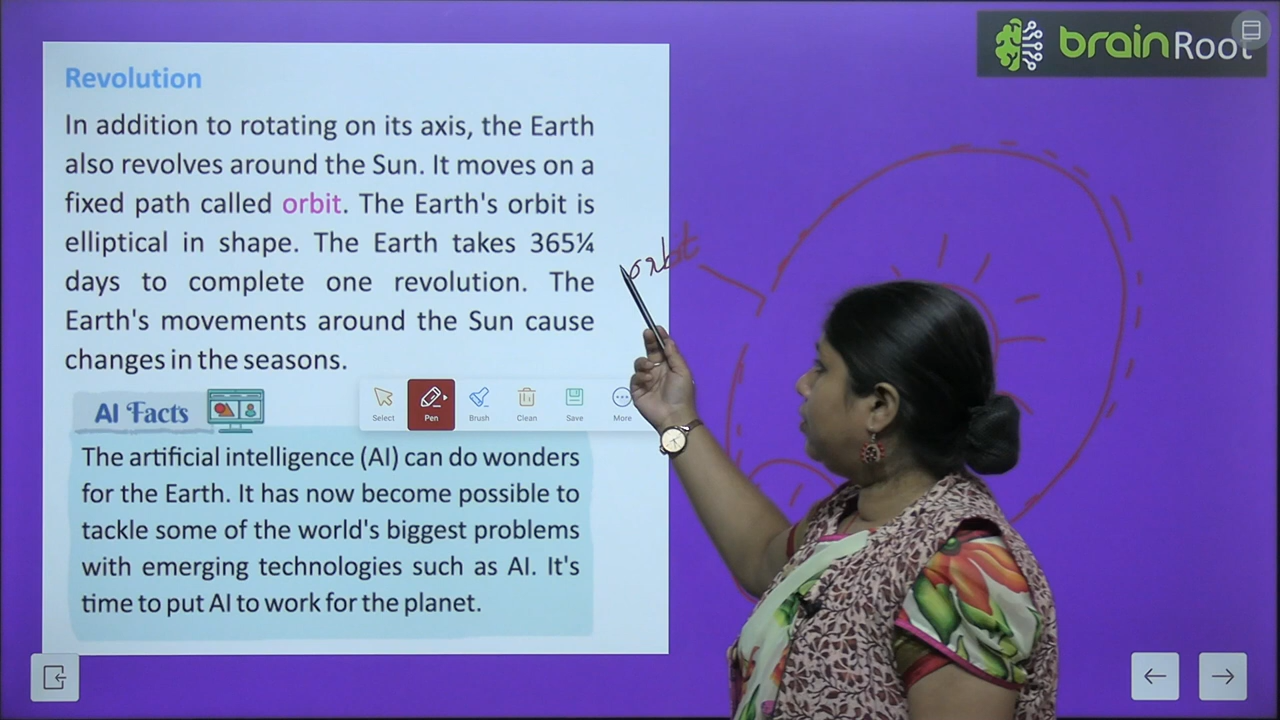 brainRoot
Revolution
In addition to rotating on its axis, the Earth
also revolves around the Sun. It moves on a
fixed path called orbit. The Earth's orbit is
elliptical in shape. The Earth takes 365¼
days to complete one revolution. The
Earth's movements around the Sun cause
changes in the seasons.
orbit
Select Pen Brush Clean Save More
AI Facts
The artificial intelligence (AI) can do wonders
for the Earth. It has now become possible to
tackle some of the world's biggest problems
with emerging technologies such as AI. It's
time to put AI to work for the planet.